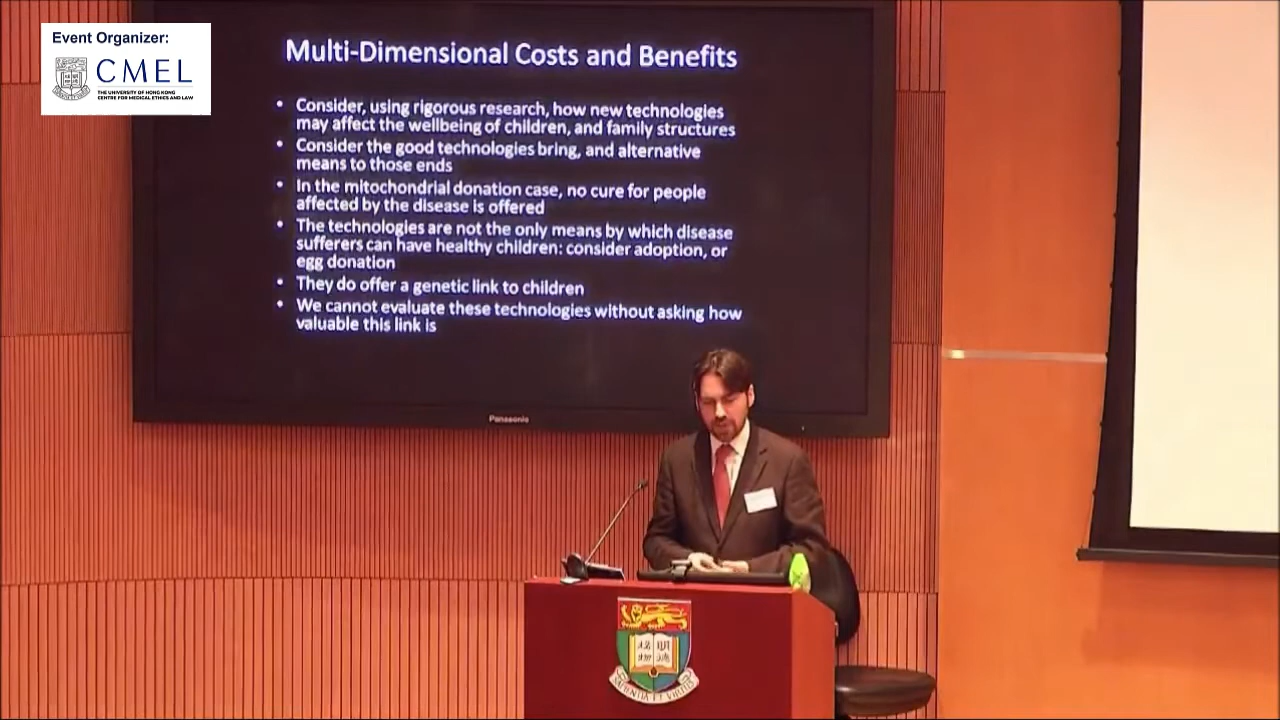 Event Organizer:
CMEL
THE UNIVERSITY OF HONG KONG
CENTRE FOR MEDICAL ETHICS AND LAW
Multi-Dimensional Costs and Benefits
• Consider, using rigorous research, how new technologies
may affect the wellbeing of children, and family structures
• Consider the good technologies bring, and alternative
means to those ends
• In the mitochondrial donation case, no cure for people
affected by the disease is offered
• The technologies are not the only means by which disease
sufferers can have healthy children: consider adoption, or
egg donation
• They do offer a genetic link to children
• We cannot evaluate these technologies without asking how
valuable this link is
Panasonic